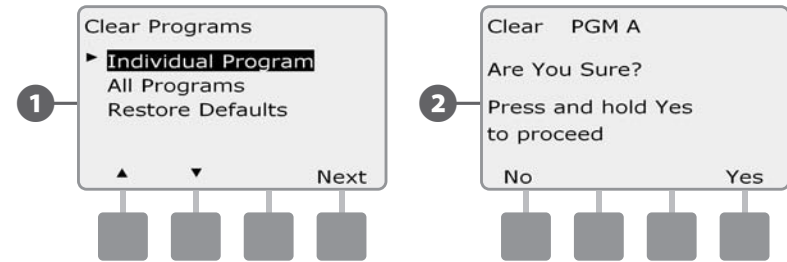 1
Clear Programs
► Individual Program
All Programs
Restore Defaults
▲ ▼ Next
2
Clear PGM A
Are You Sure?
Press and hold Yes
to proceed
No Yes